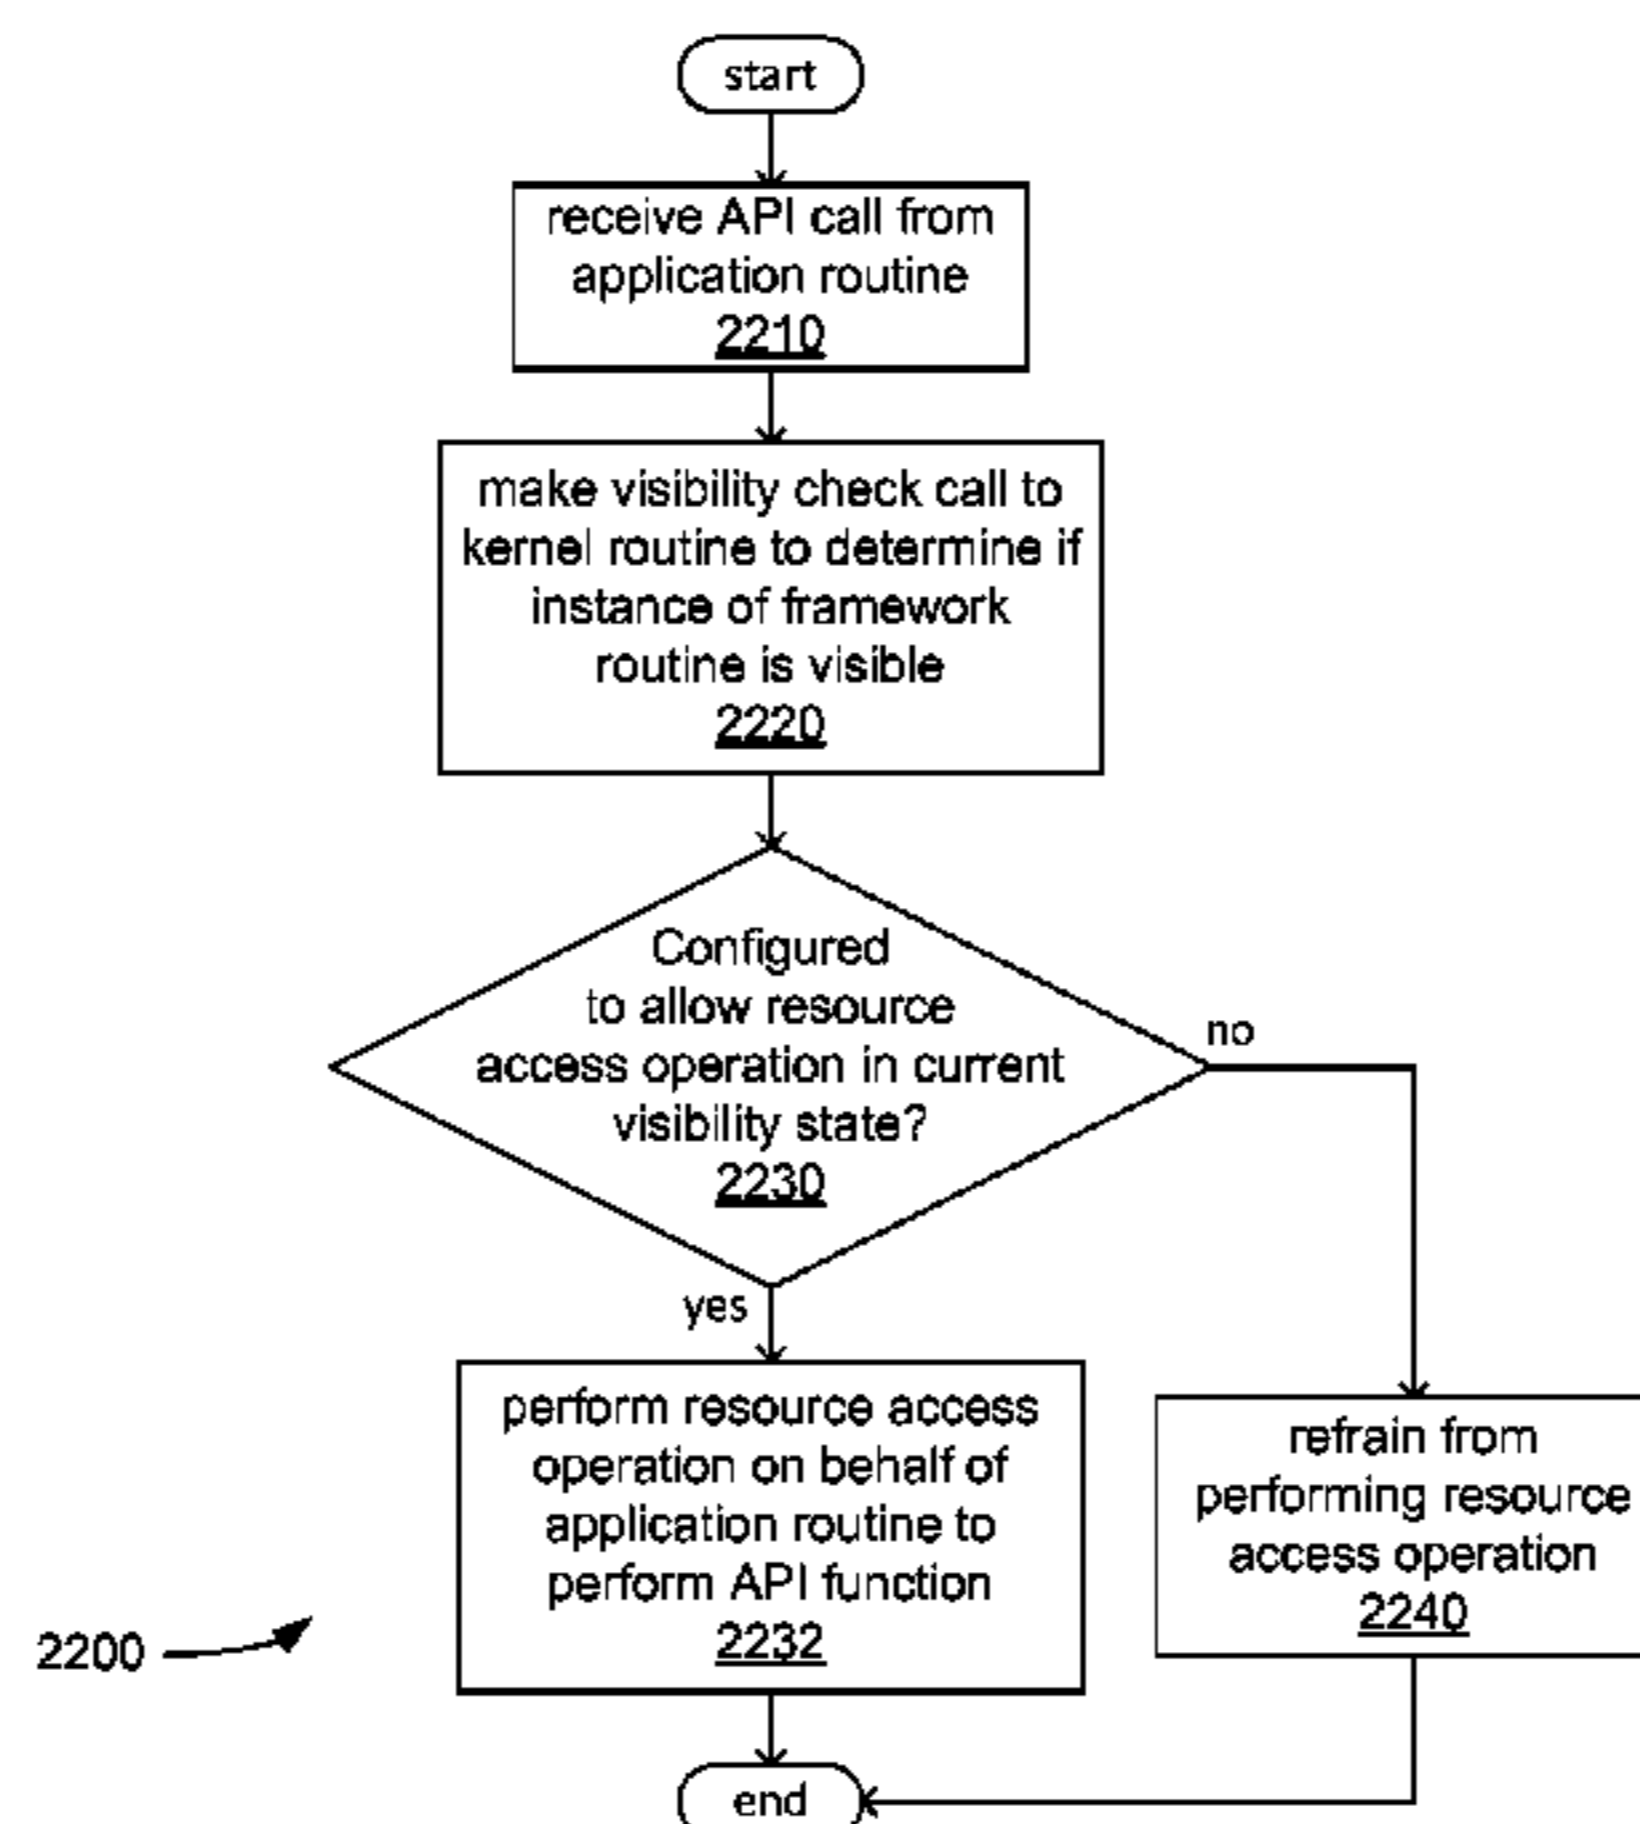 start
receive API call from
application routine
2210
make visibility check call to
kernel routine to determine if
instance of framework
routine is visible
2220
Configured
to allow resource
access operation in current
visibility state?
2230
no
yes
perform resource access
operation on behalf of
application routine to
perform API function
2232
refrain from
performing resource
access operation
2240
2200
end